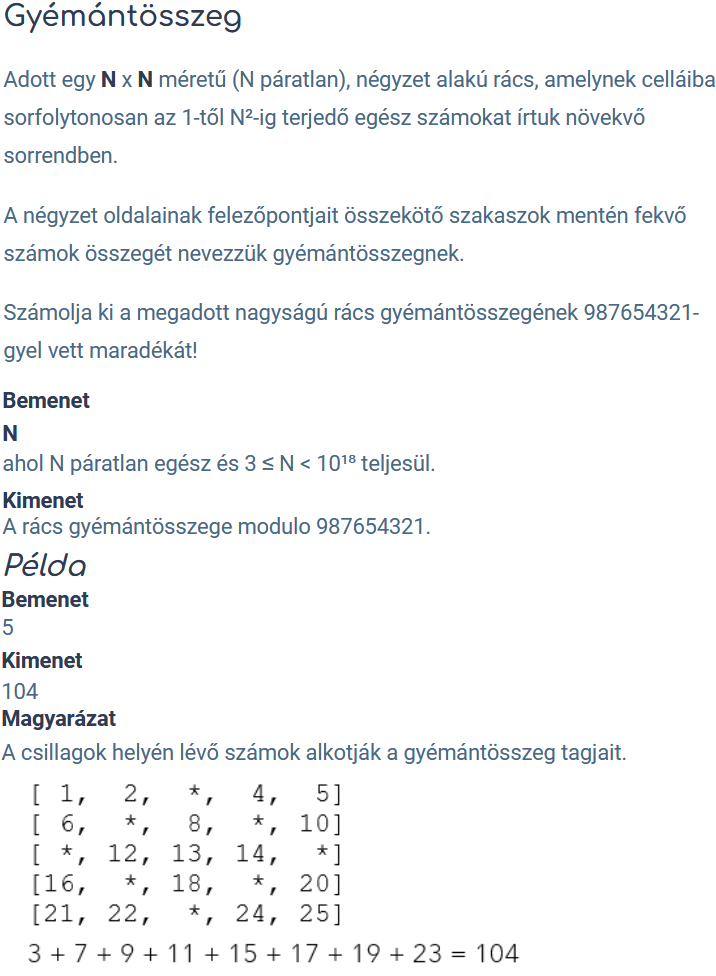 Gyémántösszeg
Adott egy N x N méretű (N páratlan), négyzet alakú rács, amelynek celláiba
sorfolytonosan az 1-től N²-ig terjedő egész számokat írtuk növekvő
sorrendben.
A négyzet oldalainak felezőpontjait összekötő szakaszok mentén fekvő
számok összegét nevezzük gyémántösszegnek.
Számolja ki a megadott nagyságú rács gyémántösszegének 987654321-
gyel vett maradékát!
Bemenet
N
ahol N páratlan egész és 3 ≤ N < 10¹⁸ teljesül.
Kimenet
A rács gyémántösszege modulo 987654321.
Példa
Bemenet
5
Kimenet
104
Magyarázat
A csillagok helyén lévő számok alkotják a gyémántösszeg tagjait.
[ 1, 2, *, 4, 5]
[ 6, *, 8, *, 10]
[ *, 12, 13, 14, *]
[16, *, 18, *, 20]
[21, 22, *, 24, 25]
3 + 7 + 9 + 11 + 15 + 17 + 19 + 23 = 104